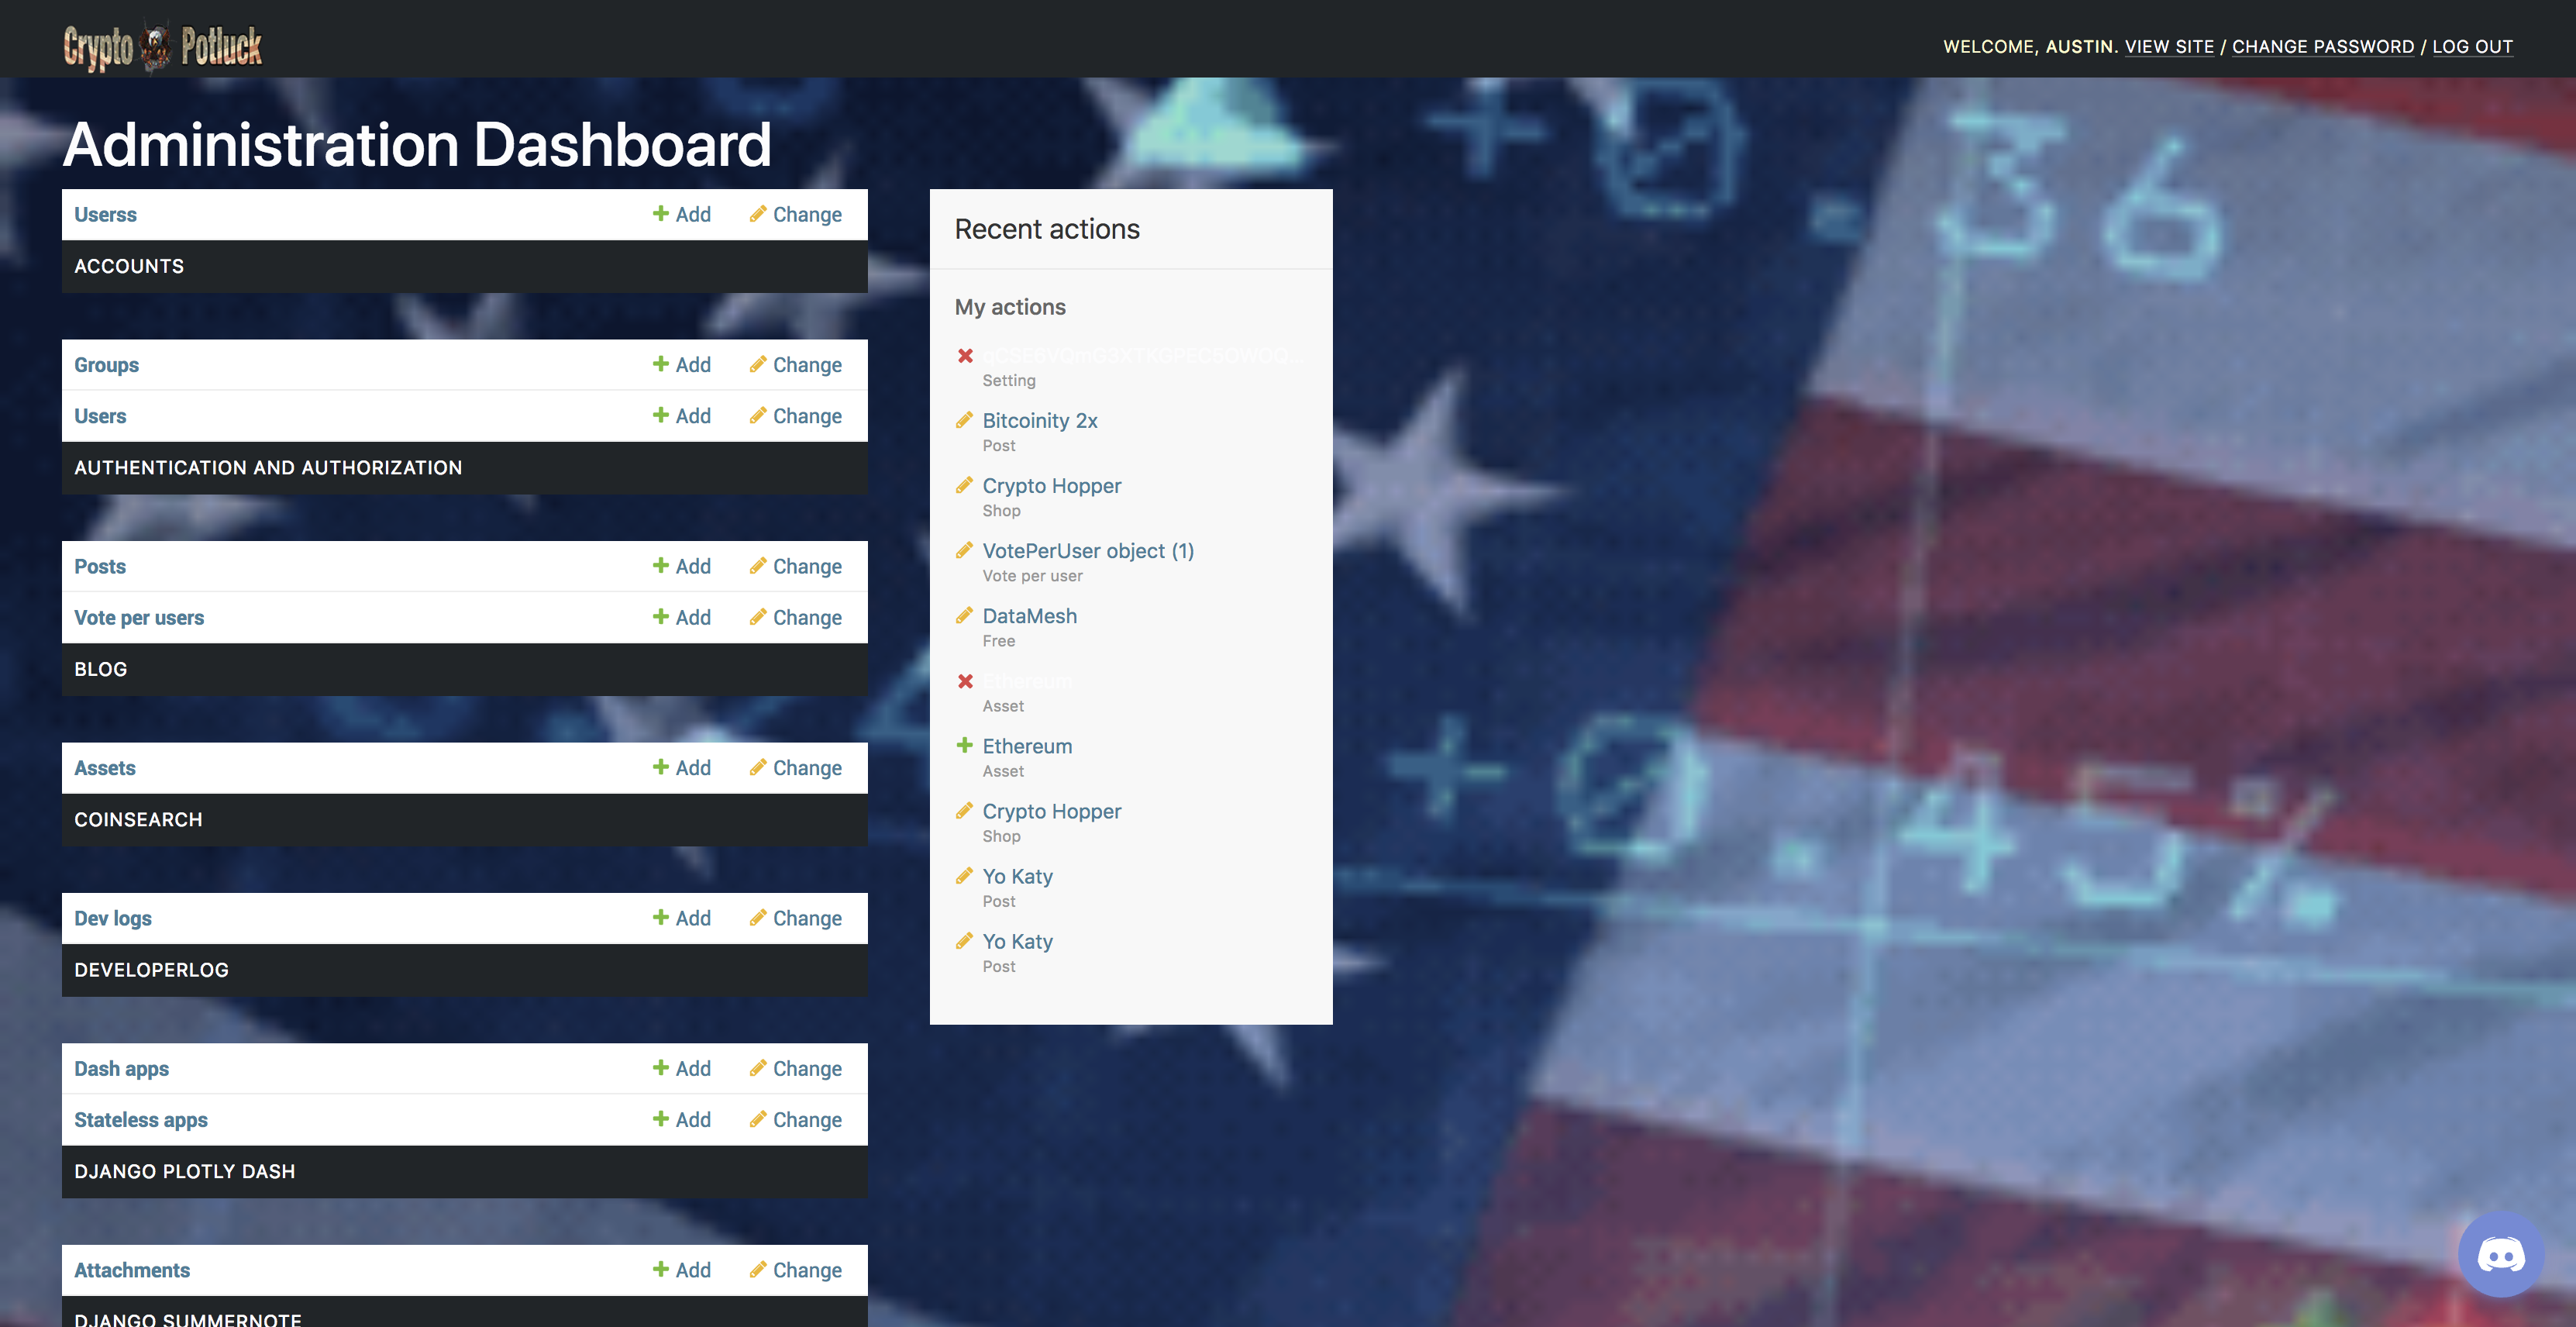 Crypto Potluck
WELCOME, AUSTIN. VIEW SITE / CHANGE PASSWORD / LOG OUT
Administration Dashboard
Userss Add Change
ACCOUNTS
Groups Add Change
Users Add Change
AUTHENTICATION AND AUTHORIZATION
Posts Add Change
Vote per users Add Change
BLOG
Assets Add Change
COINSEARCH
Dev logs Add Change
DEVELOPERLOG
Dash apps Add Change
Stateless apps Add Change
DJANGO PLOTLY DASH
Attachments Add Change
DJANGO SUMMERNOTE
Recent actions
My actions
Setting
Bitcoinity 2x
Post
Crypto Hopper
Shop
VotePerUser object (1)
Vote per user
DataMesh
Free
Ethereum
Asset
Ethereum
Asset
Crypto Hopper
Shop
Yo Katy
Post
Yo Katy
Post
+0.36
+0.45%